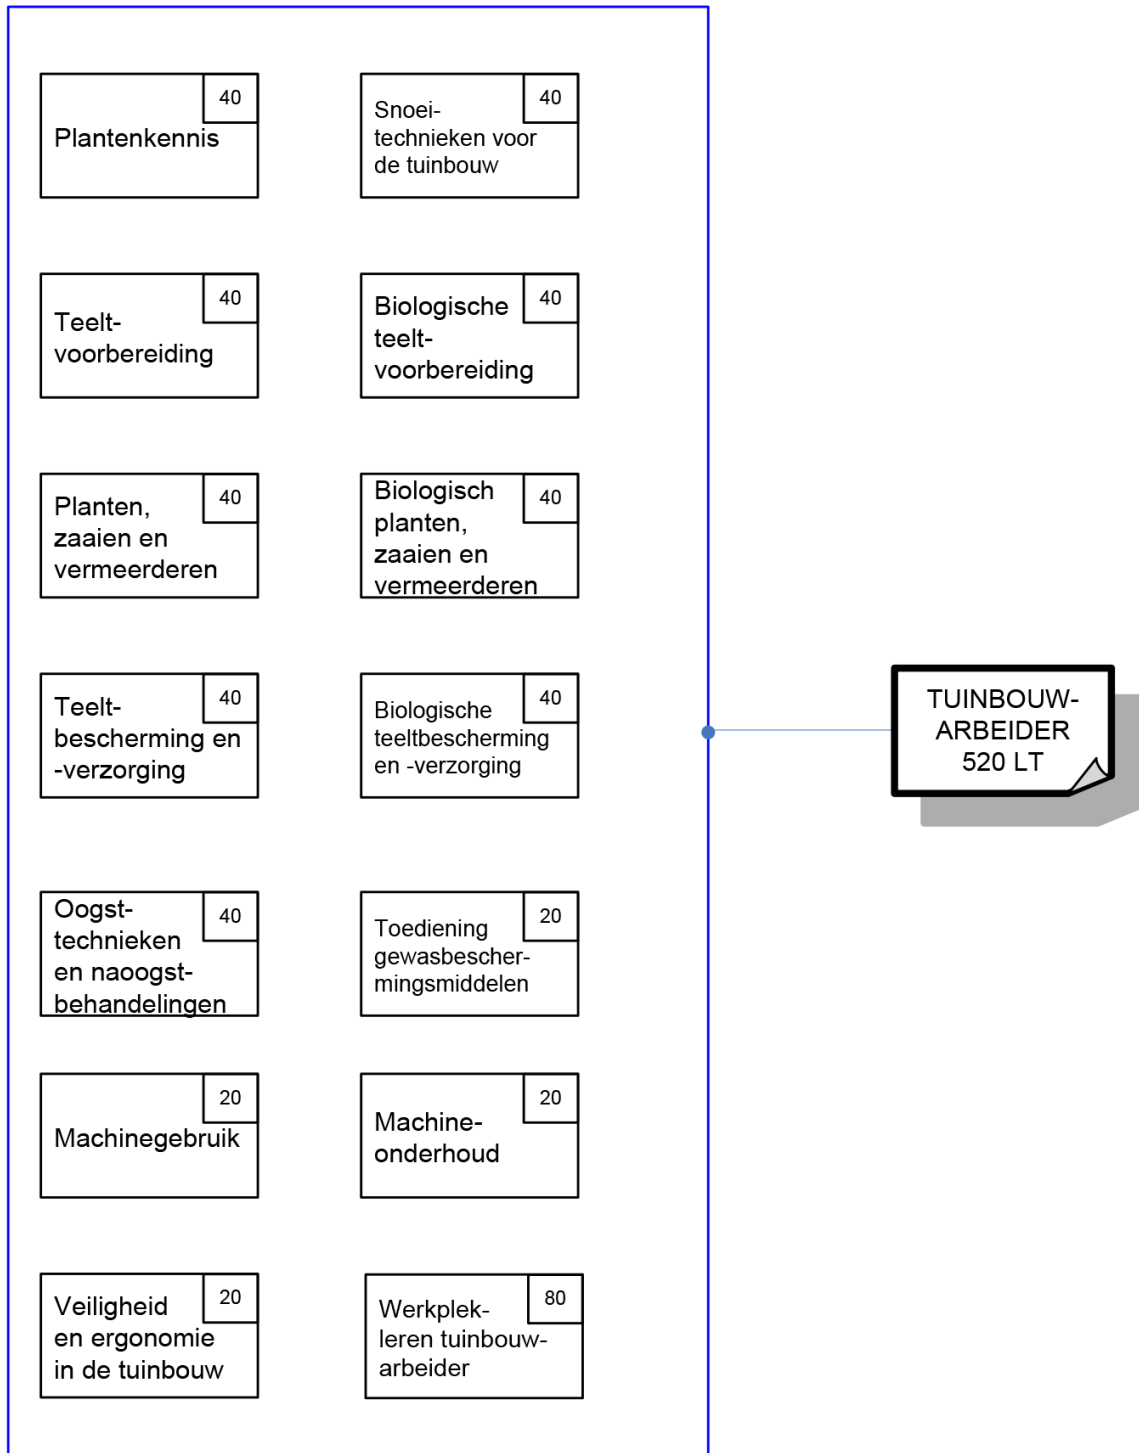 Plantenkennis
40
Snoei-
technieken voor
de tuinbouw
40
Teelt-
voorbereiding
40
Biologische
teelt-
voorbereiding
40
Planten,
zaaien en
vermeerderen
40
Biologisch
planten,
zaaien en
vermeerderen
40
Teelt-
bescherming en
-verzorging
40
Biologische
teeltbescherming
en -verzorging
40
TUINBOUW-
ARBEIDER
520 LT
Oogst-
technieken
en naoogst-
behandelingen
40
Toediening
gewasbescher-
mingsmiddelen
20
Machinegebruik
20
Machine-
onderhoud
20
Veiligheid
en ergonomie
in de tuinbouw
20
Werkplek-
leren tuinbouw-
arbeider
80